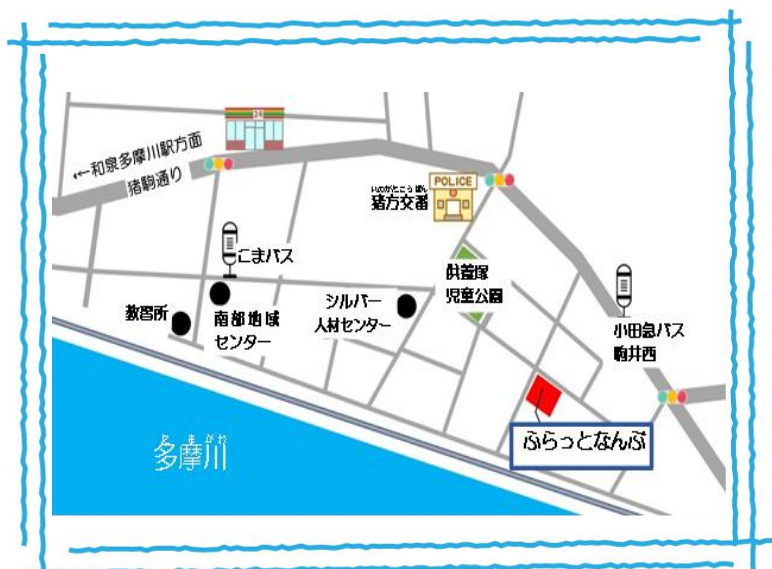 24
←←和泉多摩川駅方面
猪駒通り
POLICE
いのがたこうばん
猪方交番
こまバス
供養塚
児童公園
教習所
南部地域
センター
シルバー
人材センター
小田急バス
駒井西
ふらっとなんぶ
たまがわ
多摩川